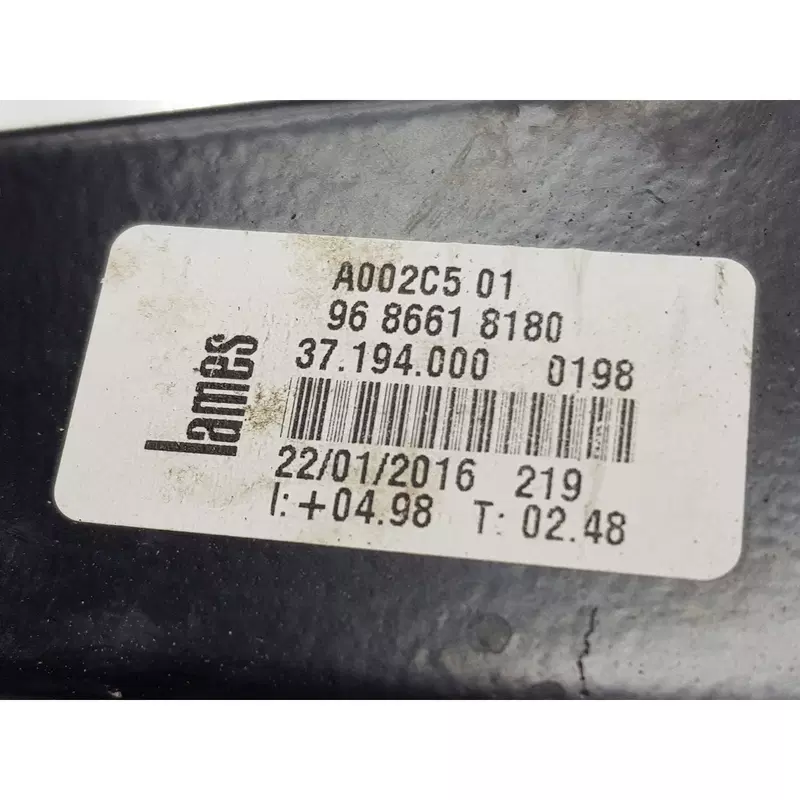 A002C5 01
96 8661 8180
37.194.000 0198
lames
22/01/2016 219
I: +04.98 T: 02.48